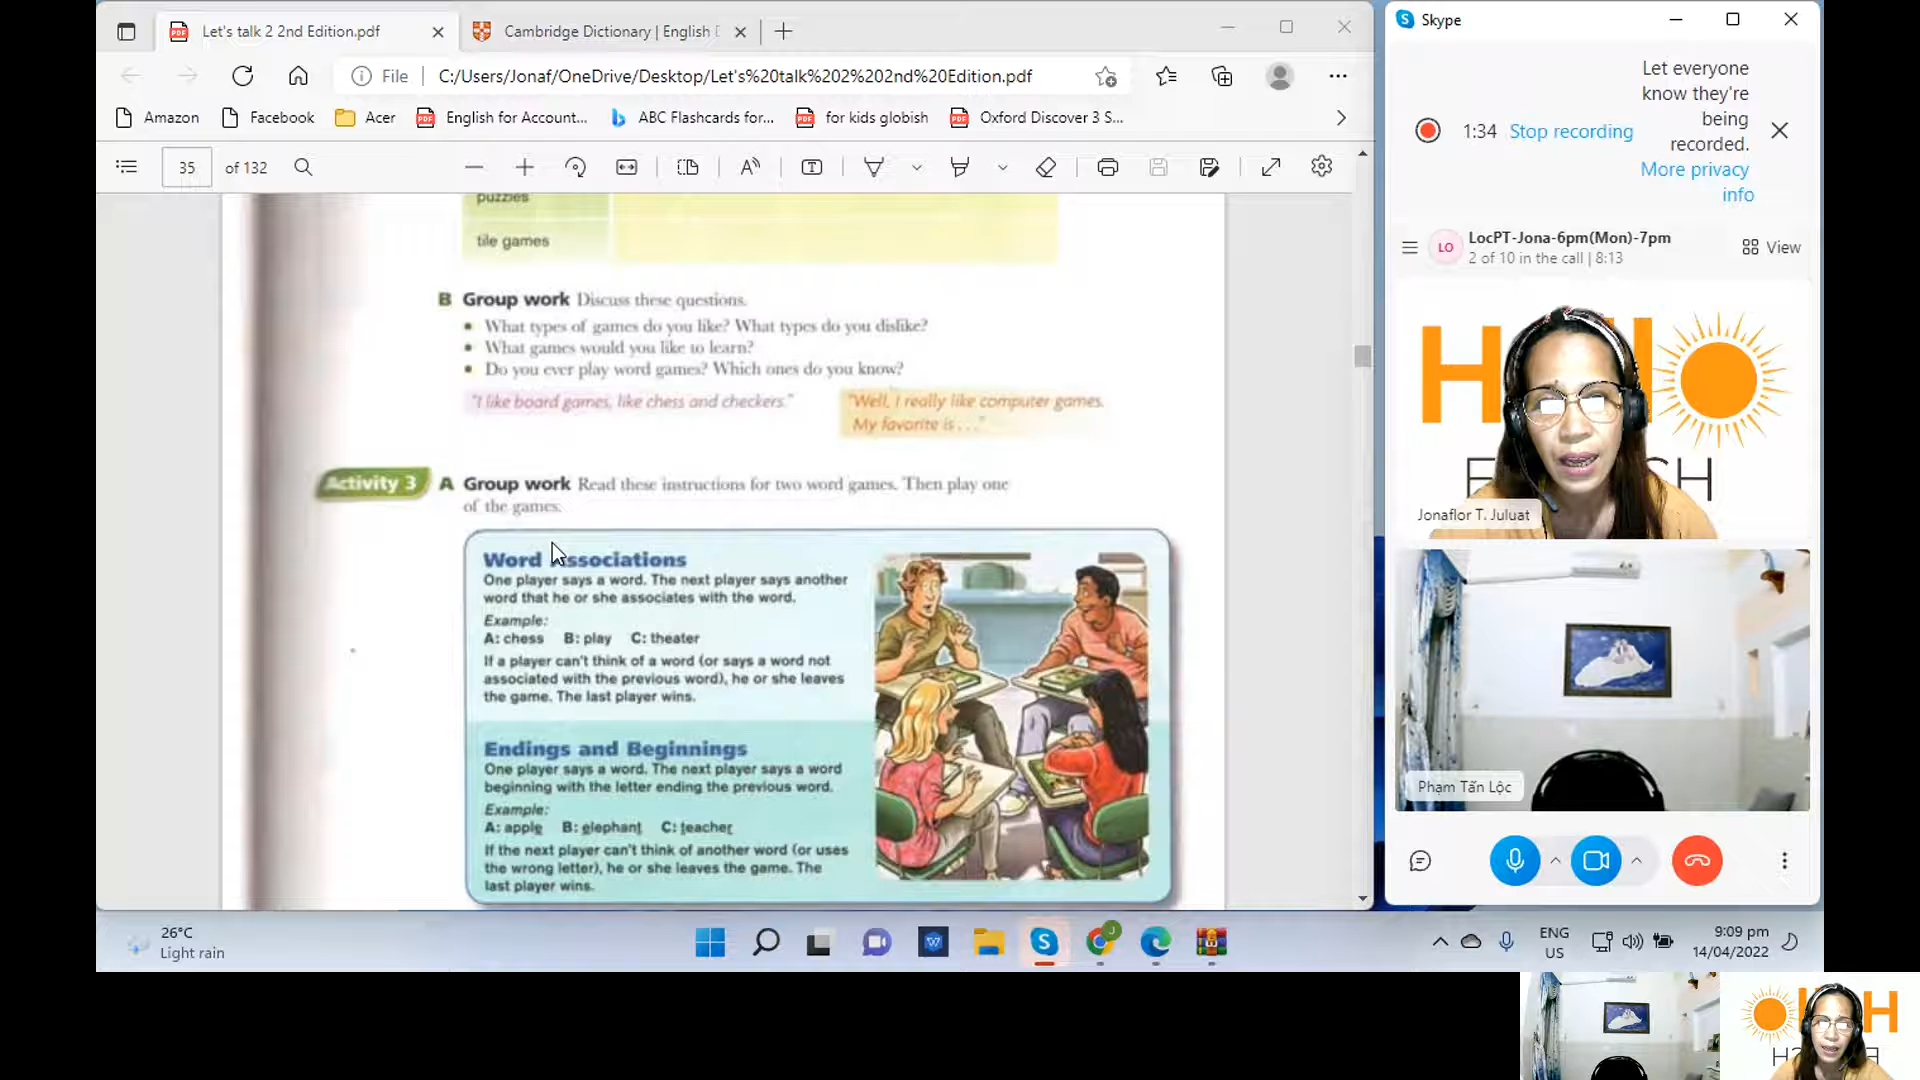 Let's talk 2 2nd Edition.pdf
Cambridge Dictionary | English
File
C:/Users/Jonaf/OneDrive/Desktop/Let's%20talk%202%202nd%20Edition.pdf
Amazon
Facebook
Acer
English for Account...
ABC Flashcards for...
for kids globish
Oxford Discover 3 S...
35
of 132
puzzles
tile games
B Group work Discuss these questions.
What types of games do you like? What types do you dislike?
What games would you like to learn?
Do you ever play word games? Which ones do you know?
"I like board games, like chess and checkers."
"Well, I really like computer games.
My favorite is . . ."
Activity 3
A Group work Read these instructions for two word games. Then play one
of the games.
Word Associations
One player says a word. The next player says another
word that he or she associates with the word.
Example:
A: chess B: play C: theater
If a player can't think of a word (or says a word not
associated with the previous word), he or she leaves
the game. The last player wins.
Endings and Beginnings
One player says a word. The next player says a word
beginning with the letter ending the previous word.
Example:
A: apple B: elephant C: teacher
If the next player can't think of another word (or uses
the wrong letter), he or she leaves the game. The
last player wins.
Skype
Let everyone
know they're
being
recorded.
More privacy
info
1:34
Stop recording
LO
LocPT-Jona-6pm(Mon)-7pm
2 of 10 in the call | 8:13
View
Jonaflor T. Juluat
Phạm Tấn Lộc
26°C
Light rain
ENG
US
9:09 pm
14/04/2022